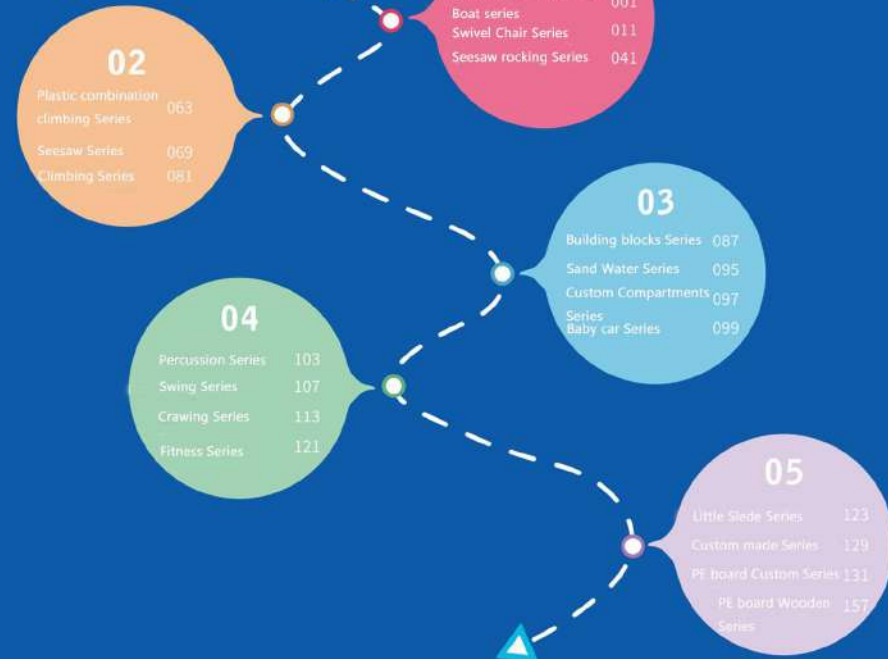 001
Boat series
Swivel Chair Series 011
Seesaw rocking Series 041
02
Plastic combination
climbing Series 063
Seesaw Series 069
Climbing Series 081
03
Building blocks Series 087
Sand Water Series 095
Custom Compartments 097
Series
Baby car Series 099
04
Percussion Series 103
Swing Series 107
Crawing Series 113
Fitness Series 121
05
Little Slede Series 123
Custom made Series 129
PE board Custom Series 131
PE board Wooden 157
Series